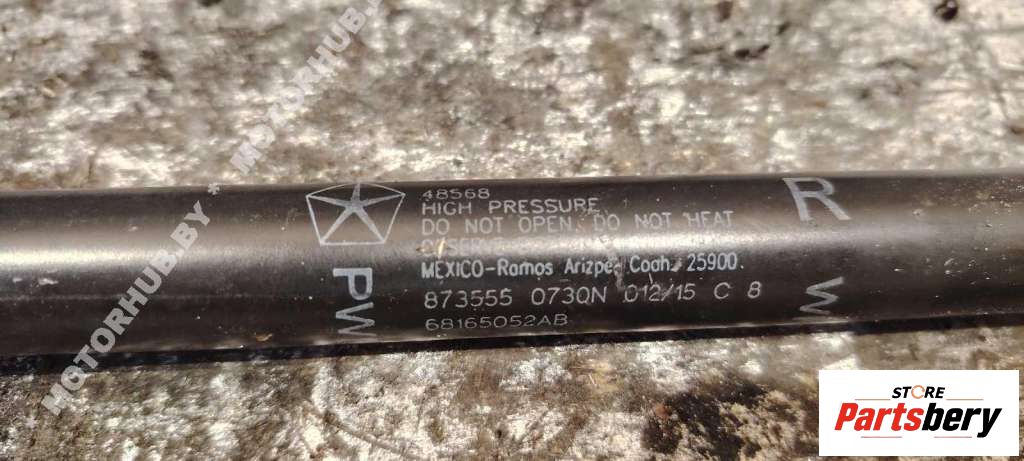 48568
HIGH PRESSURE
DO NOT OPEN. DO NOT HEAT
MEXICO-Ramos Arizpe, Coah. 25900.
873555 0730N 012/15 C 8
68165052AB
PW
R
MOTORHUB.BY * MOTORHUB.BY
STORE
Partsbery